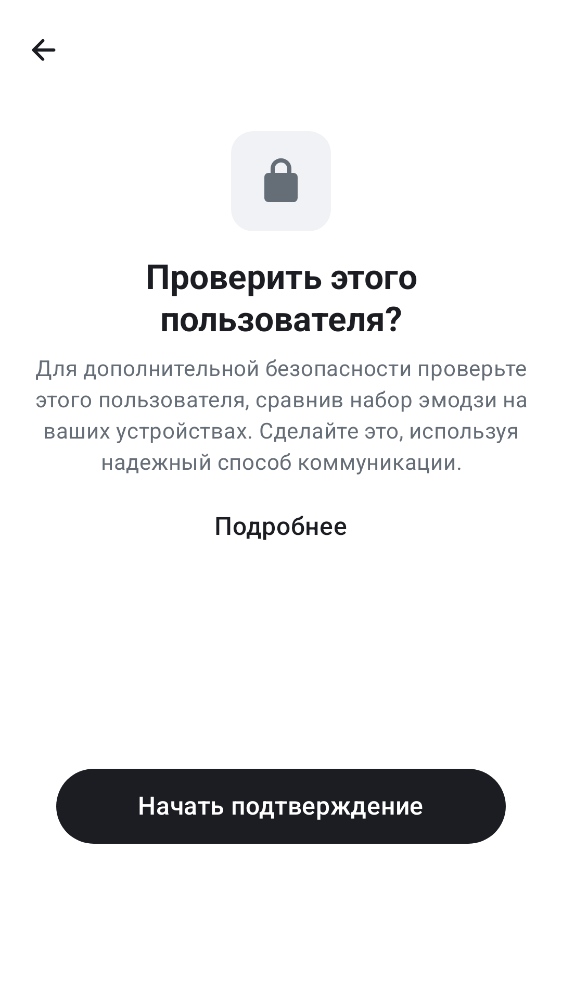 Проверить этого
пользователя?
Для дополнительной безопасности проверьте
этого пользователя, сравнив набор эмодзи на
ваших устройствах. Сделайте это, используя
надежный способ коммуникации.
Подробнее
Начать подтверждение